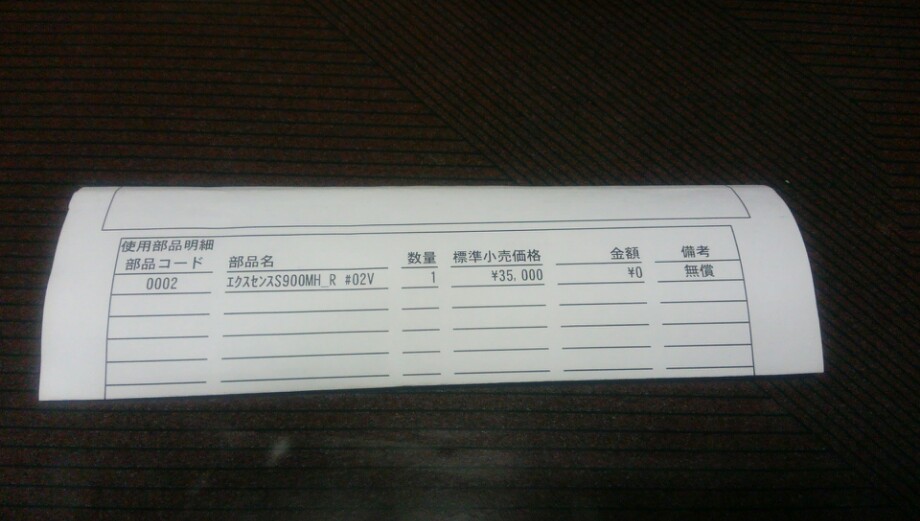 使用部品明細
部品コード 部品名 数量 標準小売価格 金額 備考
0002 エクスセンスS900MH_R #02V 1 ¥35,000 ¥0 無償